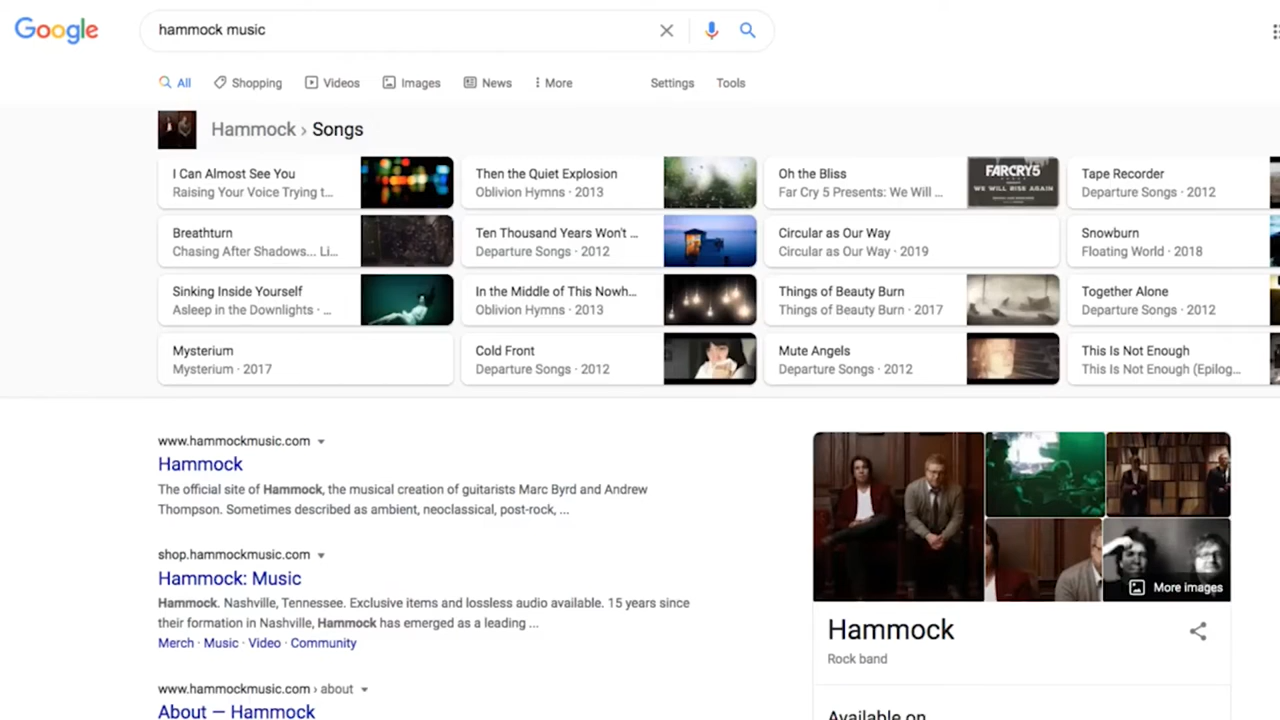 Google
hammock music
All
Shopping
Videos
Images
News
More
Settings
Tools
Hammock › Songs
I Can Almost See You
Raising Your Voice Trying t...
Then the Quiet Explosion
Oblivion Hymns · 2013
Oh the Bliss
Far Cry 5 Presents: We Will ...
FARCRY5
WE WILL RISE AGAIN
Tape Recorder
Departure Songs · 2012
Breathturn
Chasing After Shadows... Li...
Ten Thousand Years Won't ...
Departure Songs · 2012
Circular as Our Way
Circular as Our Way · 2019
Snowburn
Floating World · 2018
Sinking Inside Yourself
Asleep in the Downlights · ...
In the Middle of This Nowh...
Oblivion Hymns · 2013
Things of Beauty Burn
Things of Beauty Burn · 2017
Together Alone
Departure Songs · 2012
Mysterium
Mysterium · 2017
Cold Front
Departure Songs · 2012
Mute Angels
Departure Songs · 2012
This Is Not Enough
This Is Not Enough (Epilog...
www.hammockmusic.com
Hammock
The official site of Hammock, the musical creation of guitarists Marc Byrd and Andrew
Thompson. Sometimes described as ambient, neoclassical, post-rock, ...
shop.hammockmusic.com
Hammock: Music
Hammock. Nashville, Tennessee. Exclusive items and lossless audio available. 15 years since
their formation in Nashville, Hammock has emerged as a leading ...
Merch · Music · Video · Community
www.hammockmusic.com › about
About — Hammock
More images
Hammock
Rock band
Available on